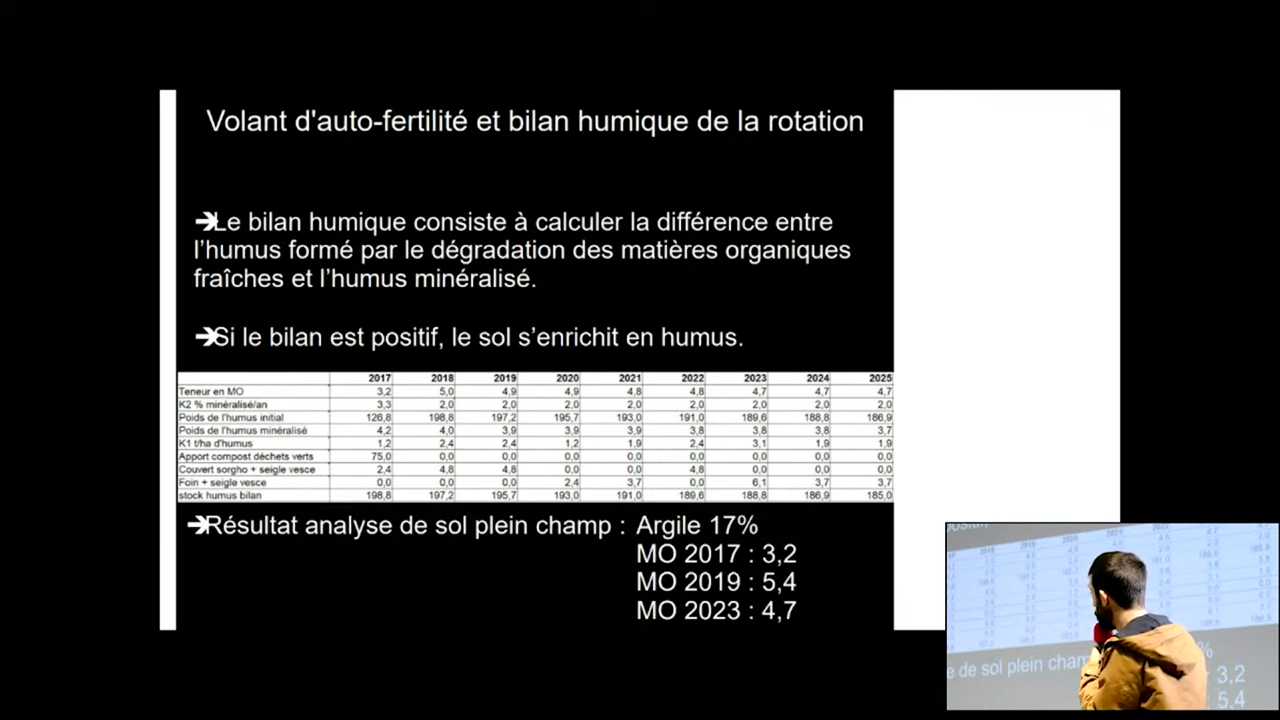 Volant d'auto-fertilité et bilan humique de la rotation
➔Le bilan humique consiste à calculer la différence entre
l'humus formé par le dégradation des matières organiques
fraîches et l'humus minéralisé.
➔Si le bilan est positif, le sol s'enrichit en humus.
2017 2018 2019 2020 2021 2022 2023 2024 2025
Teneur en MO 3,2 5,0 4,9 4,9 4,8 4,8 4,7 4,7 4,7
K2 % minéralisé/an 3,3 2,0 2,0 2,0 2,0 2,0 2,0 2,0 2,0
Poids de l'humus initial 126,8 198,8 197,2 195,7 193,0 191,0 189,6 188,8 186,9
Poids de l'humus minéralisé 4,2 4,0 3,9 3,9 3,9 3,8 3,8 3,8 3,7
K1 t/ha d'humus 1,2 2,4 2,4 1,2 1,9 2,4 3,1 1,9 1,9
Apport compost déchets verts 75,0 0,0 0,0 0,0 0,0 0,0 0,0 0,0 0,0
Couvert sorgho + seigle vesce 2,4 4,8 4,8 0,0 0,0 4,8 0,0 0,0 0,0
Foin + seigle vesce 0,0 0,0 0,0 2,4 3,7 0,0 6,1 3,7 3,7
stock humus bilan 198,8 197,2 195,7 193,0 191,0 189,6 188,8 186,9 185,0
➔Résultat analyse de sol plein champ : Argile 17%
MO 2017 : 3,2
MO 2019 : 5,4
MO 2023 : 4,7
e de sol plein cham
%
3,2
5,4